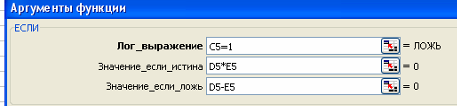 Аргументы функции
ЕСЛИ
Лог_выражение C5=1 = ЛОЖЬ
Значение_если_истина D5*E5 = 0
Значение_если_ложь D5-E5 = 0